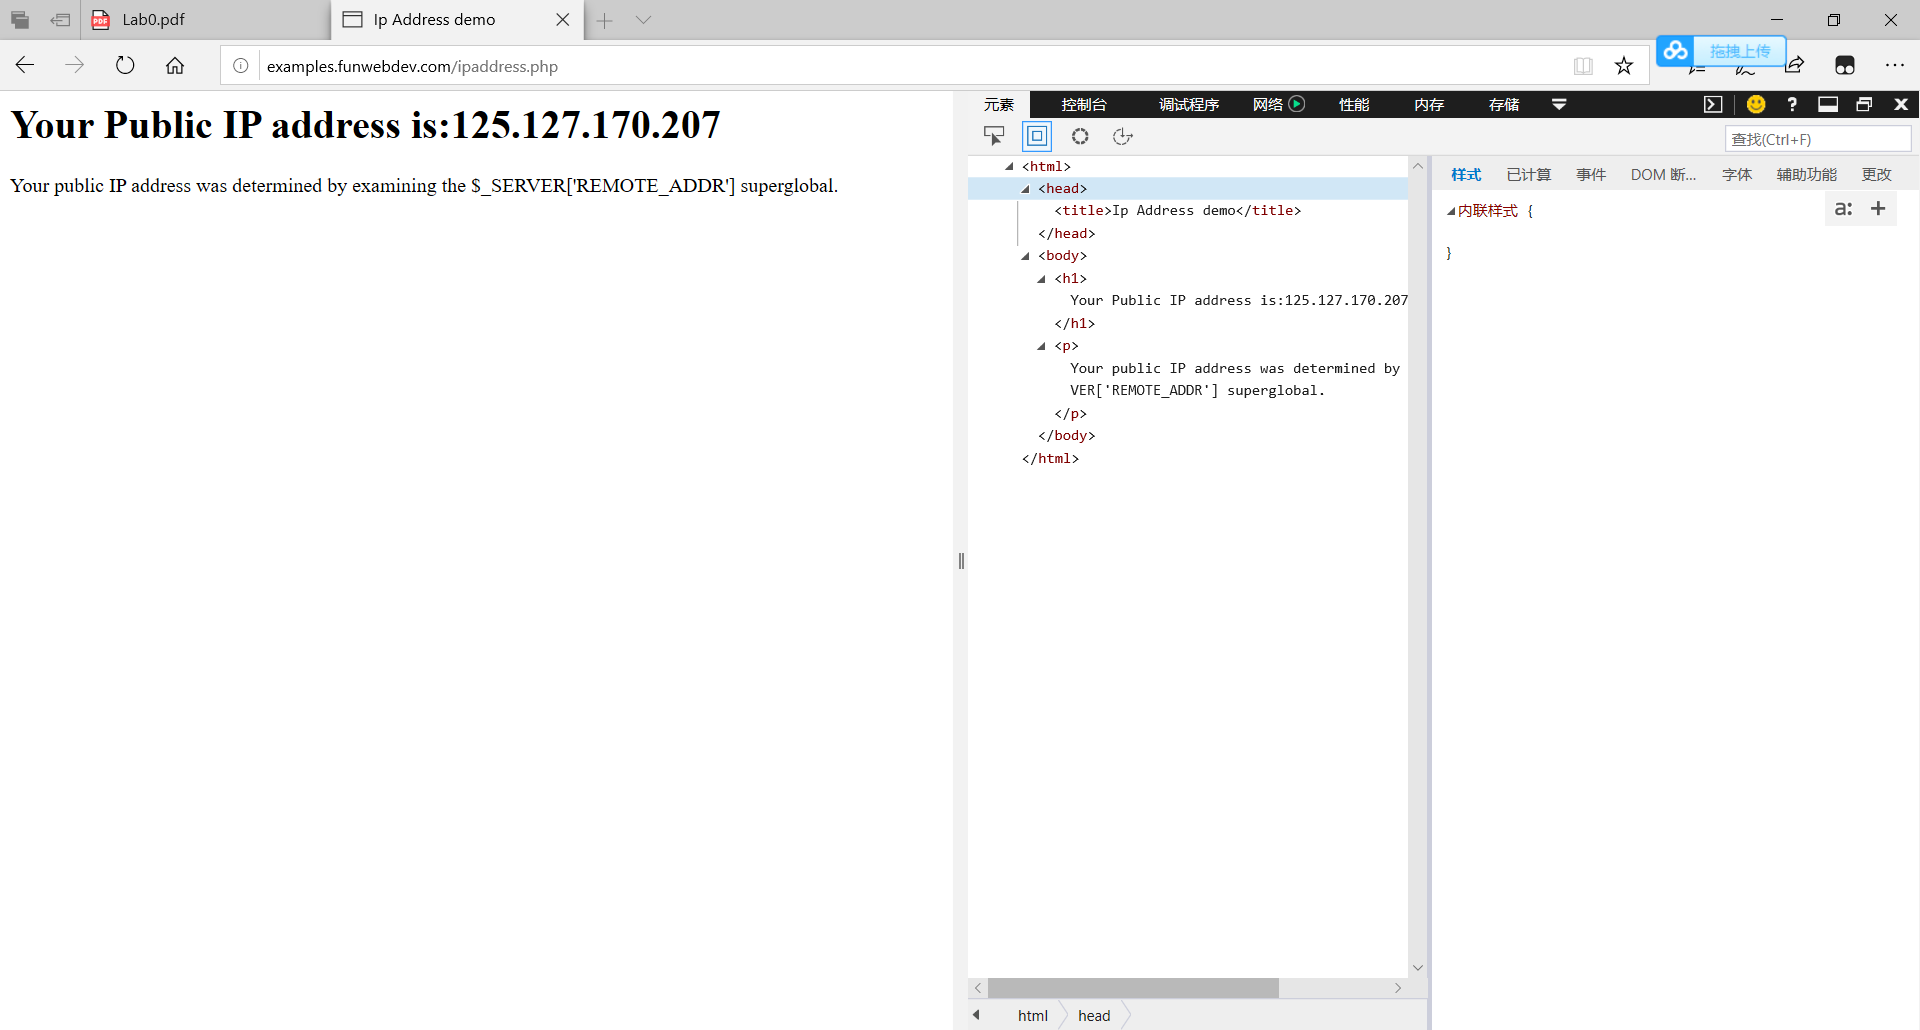 Lab0.pdf
Ip Address demo
examples.funwebdev.com/ipaddress.php
拖拽上传
Your Public IP address is:125.127.170.207
Your public IP address was determined by examining the $_SERVER['REMOTE_ADDR'] superglobal.
元素 控制台 调试程序 网络 性能 内存 存储
查找(Ctrl+F)
<html>
<head>
<title>Ip Address demo</title>
</head>
<body>
<h1>
Your Public IP address is:125.127.170.207
</h1>
<p>
Your public IP address was determined by
VER['REMOTE_ADDR'] superglobal.
</p>
</body>
</html>
html head
样式 已计算 事件 DOM 断... 字体 辅助功能 更改
内联样式 {
a: +
}